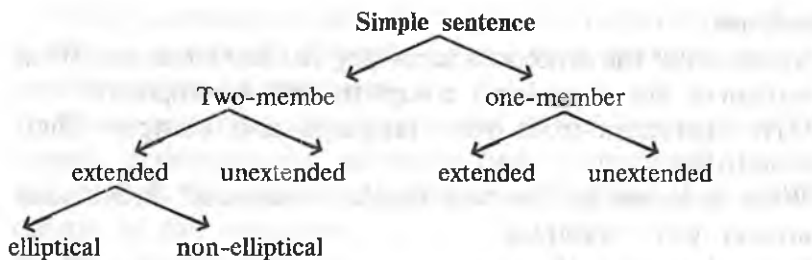 Simple sentence
Two-membe one-member
extended unextended extended unextended
elliptical non-elliptical